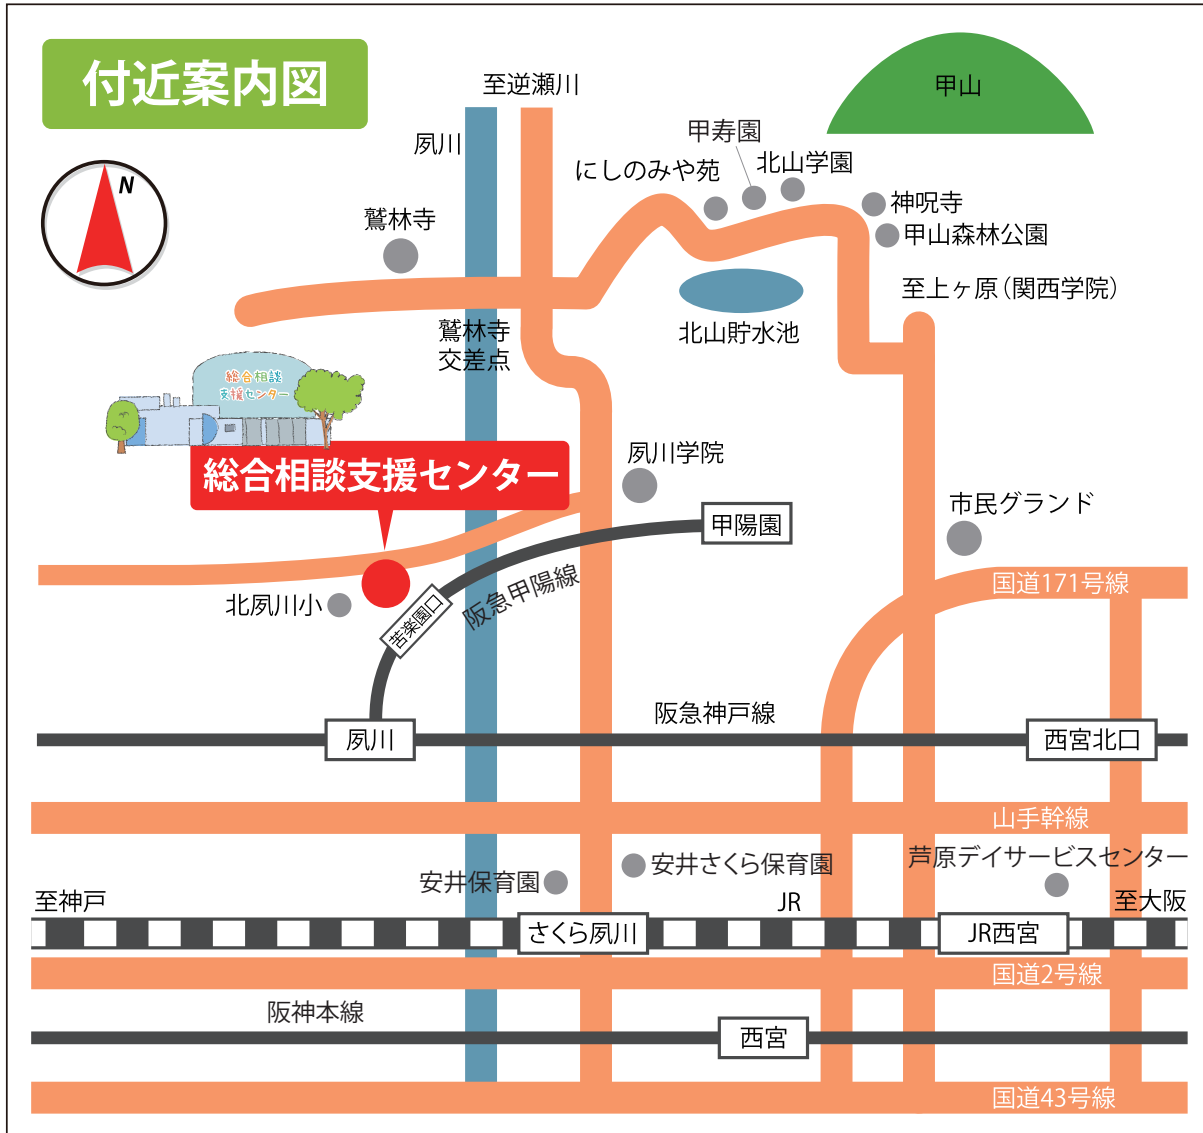 付近案内図
至逆瀬川
甲山
N
夙川
甲寿園
にしのみや苑
北山学園
神呪寺
鷲林寺
甲山森林公園
至上ヶ原(関西学院)
鷲林寺
交差点
北山貯水池
総合相談
支援センター
総合相談支援センター
夙川学院
甲陽園
市民グランド
国道171号線
阪急甲陽線
北夙川小
苦楽園口
阪急神戸線
夙川
西宮北口
山手幹線
安井保育園
安井さくら保育園
芦原デイサービスセンター
至神戸
JR
至大阪
さくら夙川
JR西宮
国道2号線
阪神本線
西宮
国道43号線